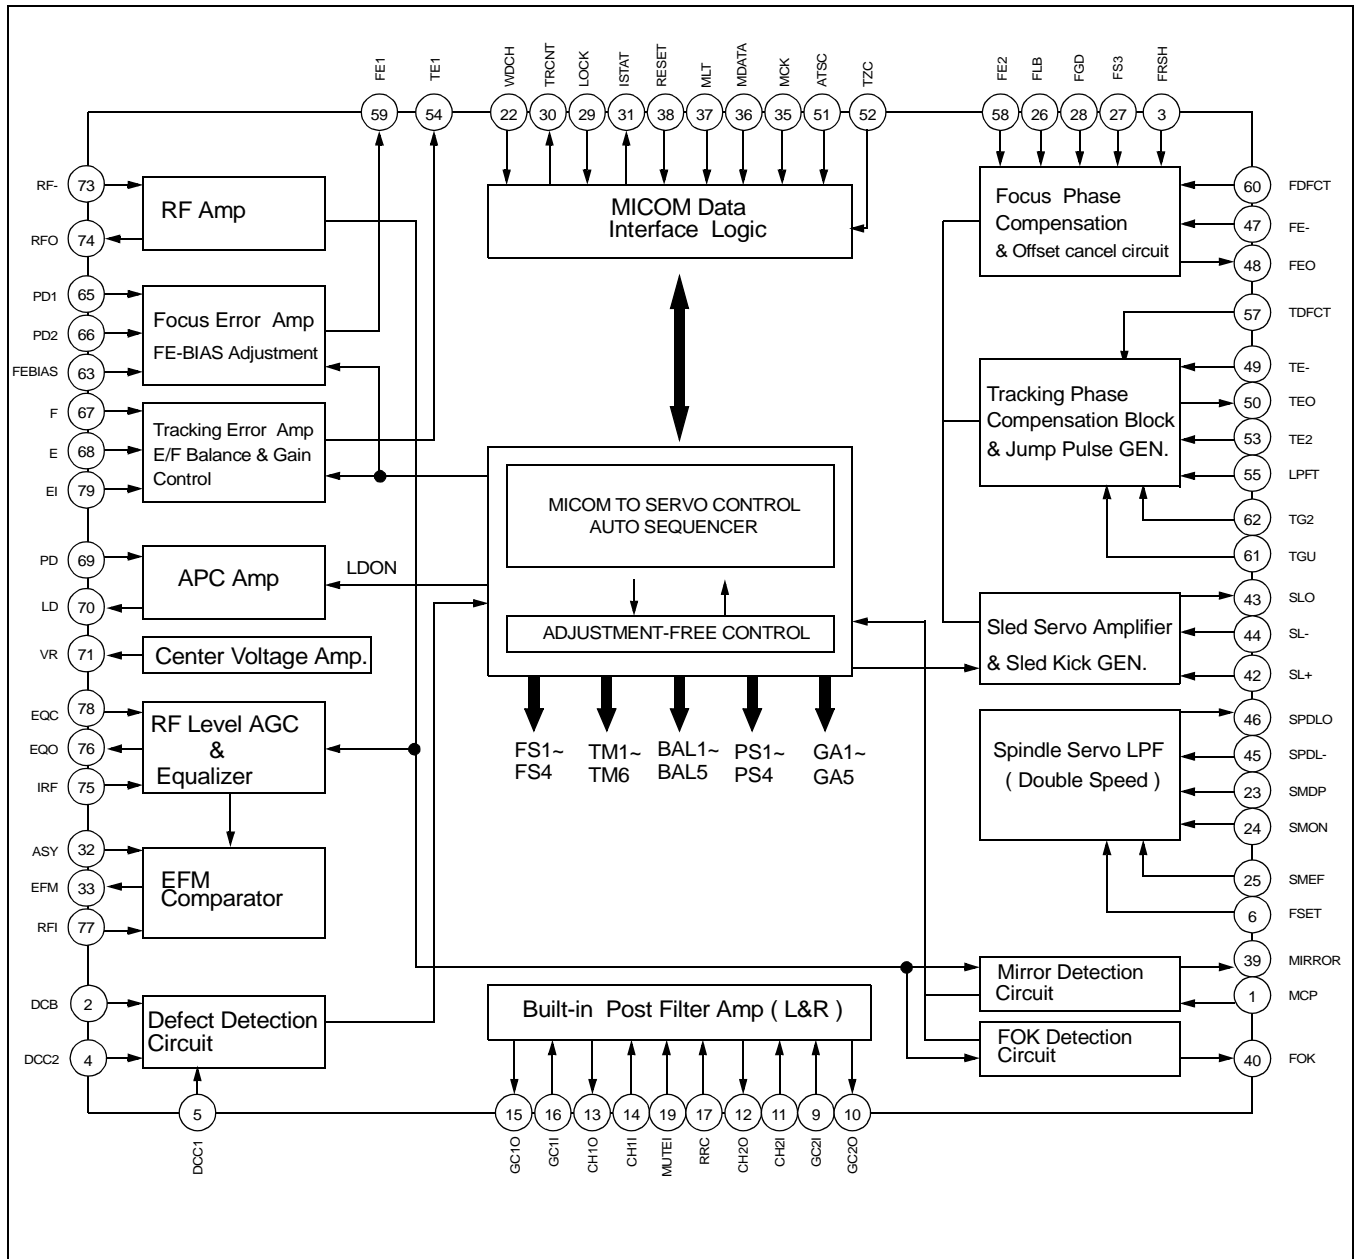 FE1
TE1
WDCH
TRCNT
LOCK
ISTAT
RESET
MLT
MDATA
MCK
ATSC
TZC
FE2
FLB
FGD
FS3
FRSH
59
54
22
30
29
31
38
37
36
35
51
52
58
26
28
27
3
RF- 73
RFO 74
RF Amp
PD1 65
PD2 66
FEBIAS 63
Focus Error Amp
FE-BIAS Adjustment
F 67
E 68
EI 79
Tracking Error Amp
E/F Balance & Gain
Control
PD 69
LD 70
APC Amp
LDON
VR 71
Center Voltage Amp.
EQC 78
EQO 76
IRF 75
RF Level AGC
&
Equalizer
ASY 32
EFM 33
RFI 77
EFM
Comparator
DCB 2
DCC2 4
Defect Detection
Circuit
5
DCC1
MICOM Data
Interface Logic
MICOM TO SERVO CONTROL
AUTO SEQUENCER
ADJUSTMENT-FREE CONTROL
FS1~
FS4
TM1~
TM6
BAL1~
BAL5
PS1~
PS4
GA1~
GA5
Built-in Post Filter Amp ( L&R )
15
16
13
14
19
17
12
11
9
10
GC1O
GC1I
CH1O
CH1I
MUTEI
RRC
CH2O
CH2I
GC2I
GC2O
Focus Phase
Compensation
& Offset cancel circuit
60 FDFCT
47 FE-
48 FEO
57 TDFCT
Tracking Phase
Compensation Block
& Jump Pulse GEN.
49 TE-
50 TEO
53 TE2
55 LPFT
62 TG2
61 TGU
Sled Servo Amplifier
& Sled Kick GEN.
43 SLO
44 SL-
42 SL+
Spindle Servo LPF
( Double Speed )
46 SPDLO
45 SPDL-
23 SMDP
24 SMON
25 SMEF
6 FSET
Mirror Detection
Circuit
39 MIRROR
1 MCP
FOK Detection
Circuit
40 FOK